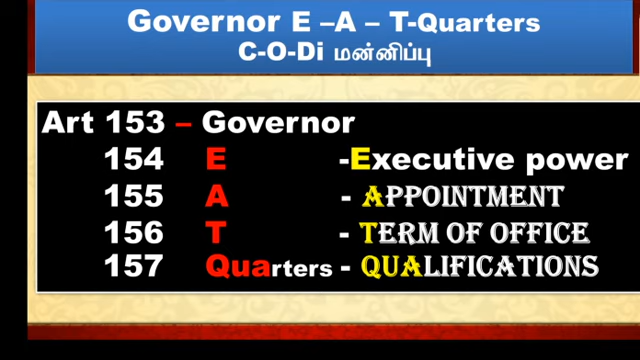 Governor E –A – T-Quarters
C-O-Di மன்னிப்பு
Art 153 – Governor
154 E -Executive power
155 A - APPOINTMENT
156 T - TERM OF OFFICE
157 Quarters - QUALIFICATIONS